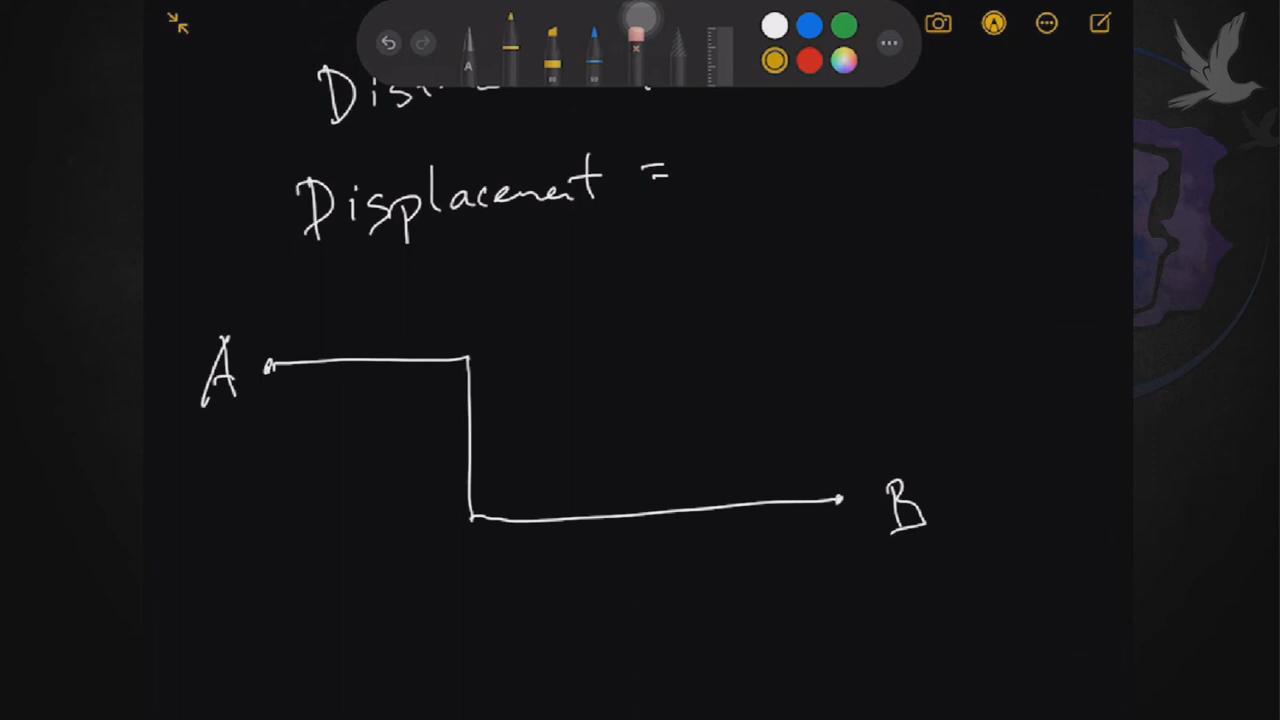 Displacement =
A
B